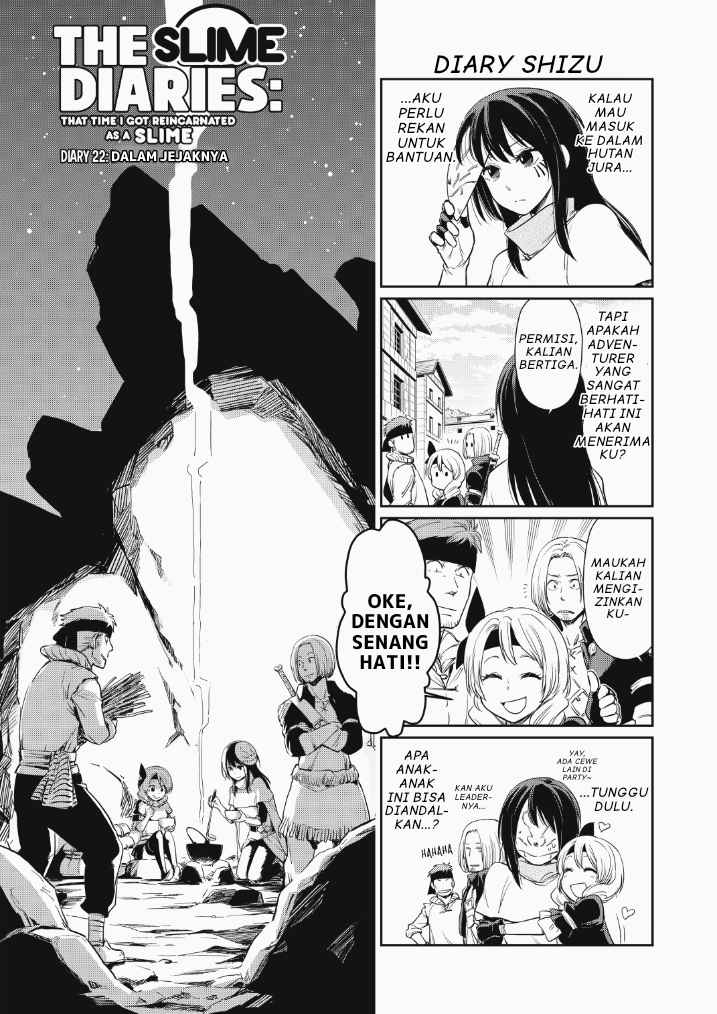 THE SLIME
DIARIES:
THAT TIME I GOT REINCARNATED
AS A SLIME
DIARY 22: DALAM JEJAKNYA
DIARY SHIZU
KALAU
MAU
MASUK
KE DALAM
HUTAN
JURA...
...AKU
PERLU
REKAN
UNTUK
BANTUAN.
TAPI
APAKAH
ADVEN-
TURER
YANG
SANGAT
BERHATI-
HATI INI
AKAN
MENERIMA
KU?
PERMISI,
KALIAN
BERTIGA.
MAUKAH
KALIAN
MENGI-
ZINKAN
KU-
OKE,
DENGAN
SENANG
HATI!!
...TUNGGU
DULU.
YAY,
ADA CEWE
LAIN DI
PARTY~
KAN AKU
LEADER-
NYA...
APA
ANAK-
ANAK
INI BISA
DIANDAL-
KAN...?
HAHAHA